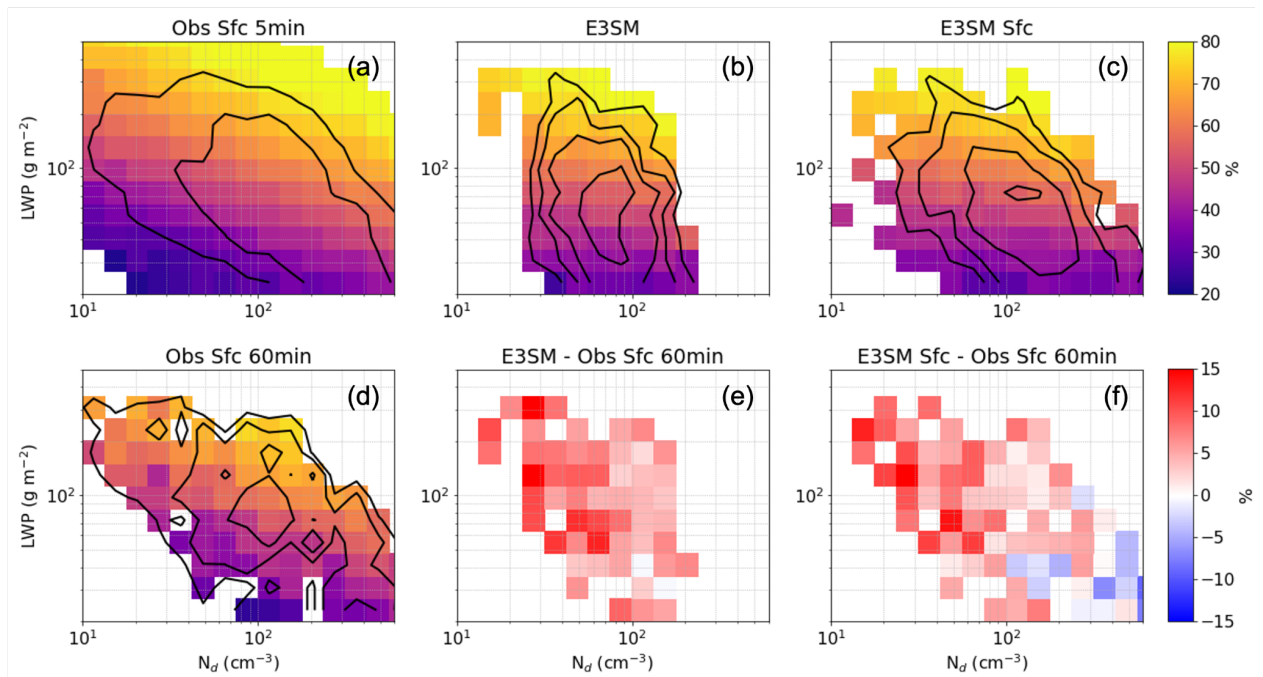 Obs Sfc 5min
E3SM
E3SM Sfc
(a)
(b)
(c)
LWP (g m⁻²)
10²
10²
10²
10¹
10²
10¹
10²
10¹
10²
80
70
60
50
40
30
20
%
Obs Sfc 60min
E3SM - Obs Sfc 60min
E3SM Sfc - Obs Sfc 60min
(d)
(e)
(f)
LWP (g m⁻²)
10²
10²
10²
10¹
10²
10¹
10²
10¹
10²
N_d (cm⁻³)
N_d (cm⁻³)
N_d (cm⁻³)
15
10
5
0
−5
−10
−15
%